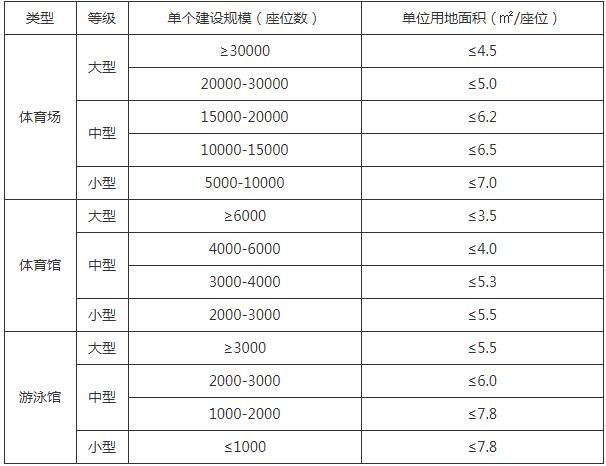 类型 等级 单个建设规模（座位数） 单位用地面积（㎡/座位）
体育场 大型 ≥30000 ≤4.5
20000-30000 ≤5.0
中型 15000-20000 ≤6.2
10000-15000 ≤6.5
小型 5000-10000 ≤7.0
体育馆 大型 ≥6000 ≤3.5
中型 4000-6000 ≤4.0
3000-4000 ≤5.3
小型 2000-3000 ≤5.5
游泳馆 大型 ≥3000 ≤5.5
中型 2000-3000 ≤6.0
1000-2000 ≤7.8
小型 ≤1000 ≤7.8